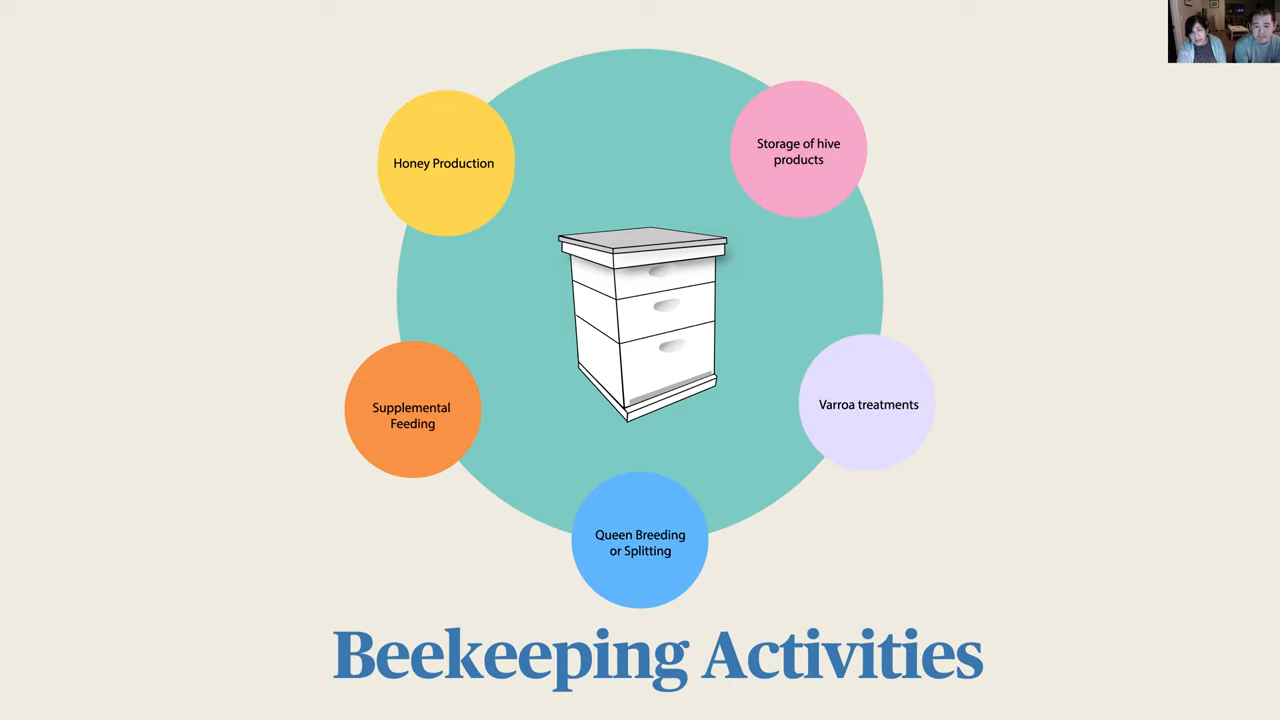 Honey Production
Storage of hive
products
Supplemental
Feeding
Varroa treatments
Queen Breeding
or Splitting
Beekeeping Activities